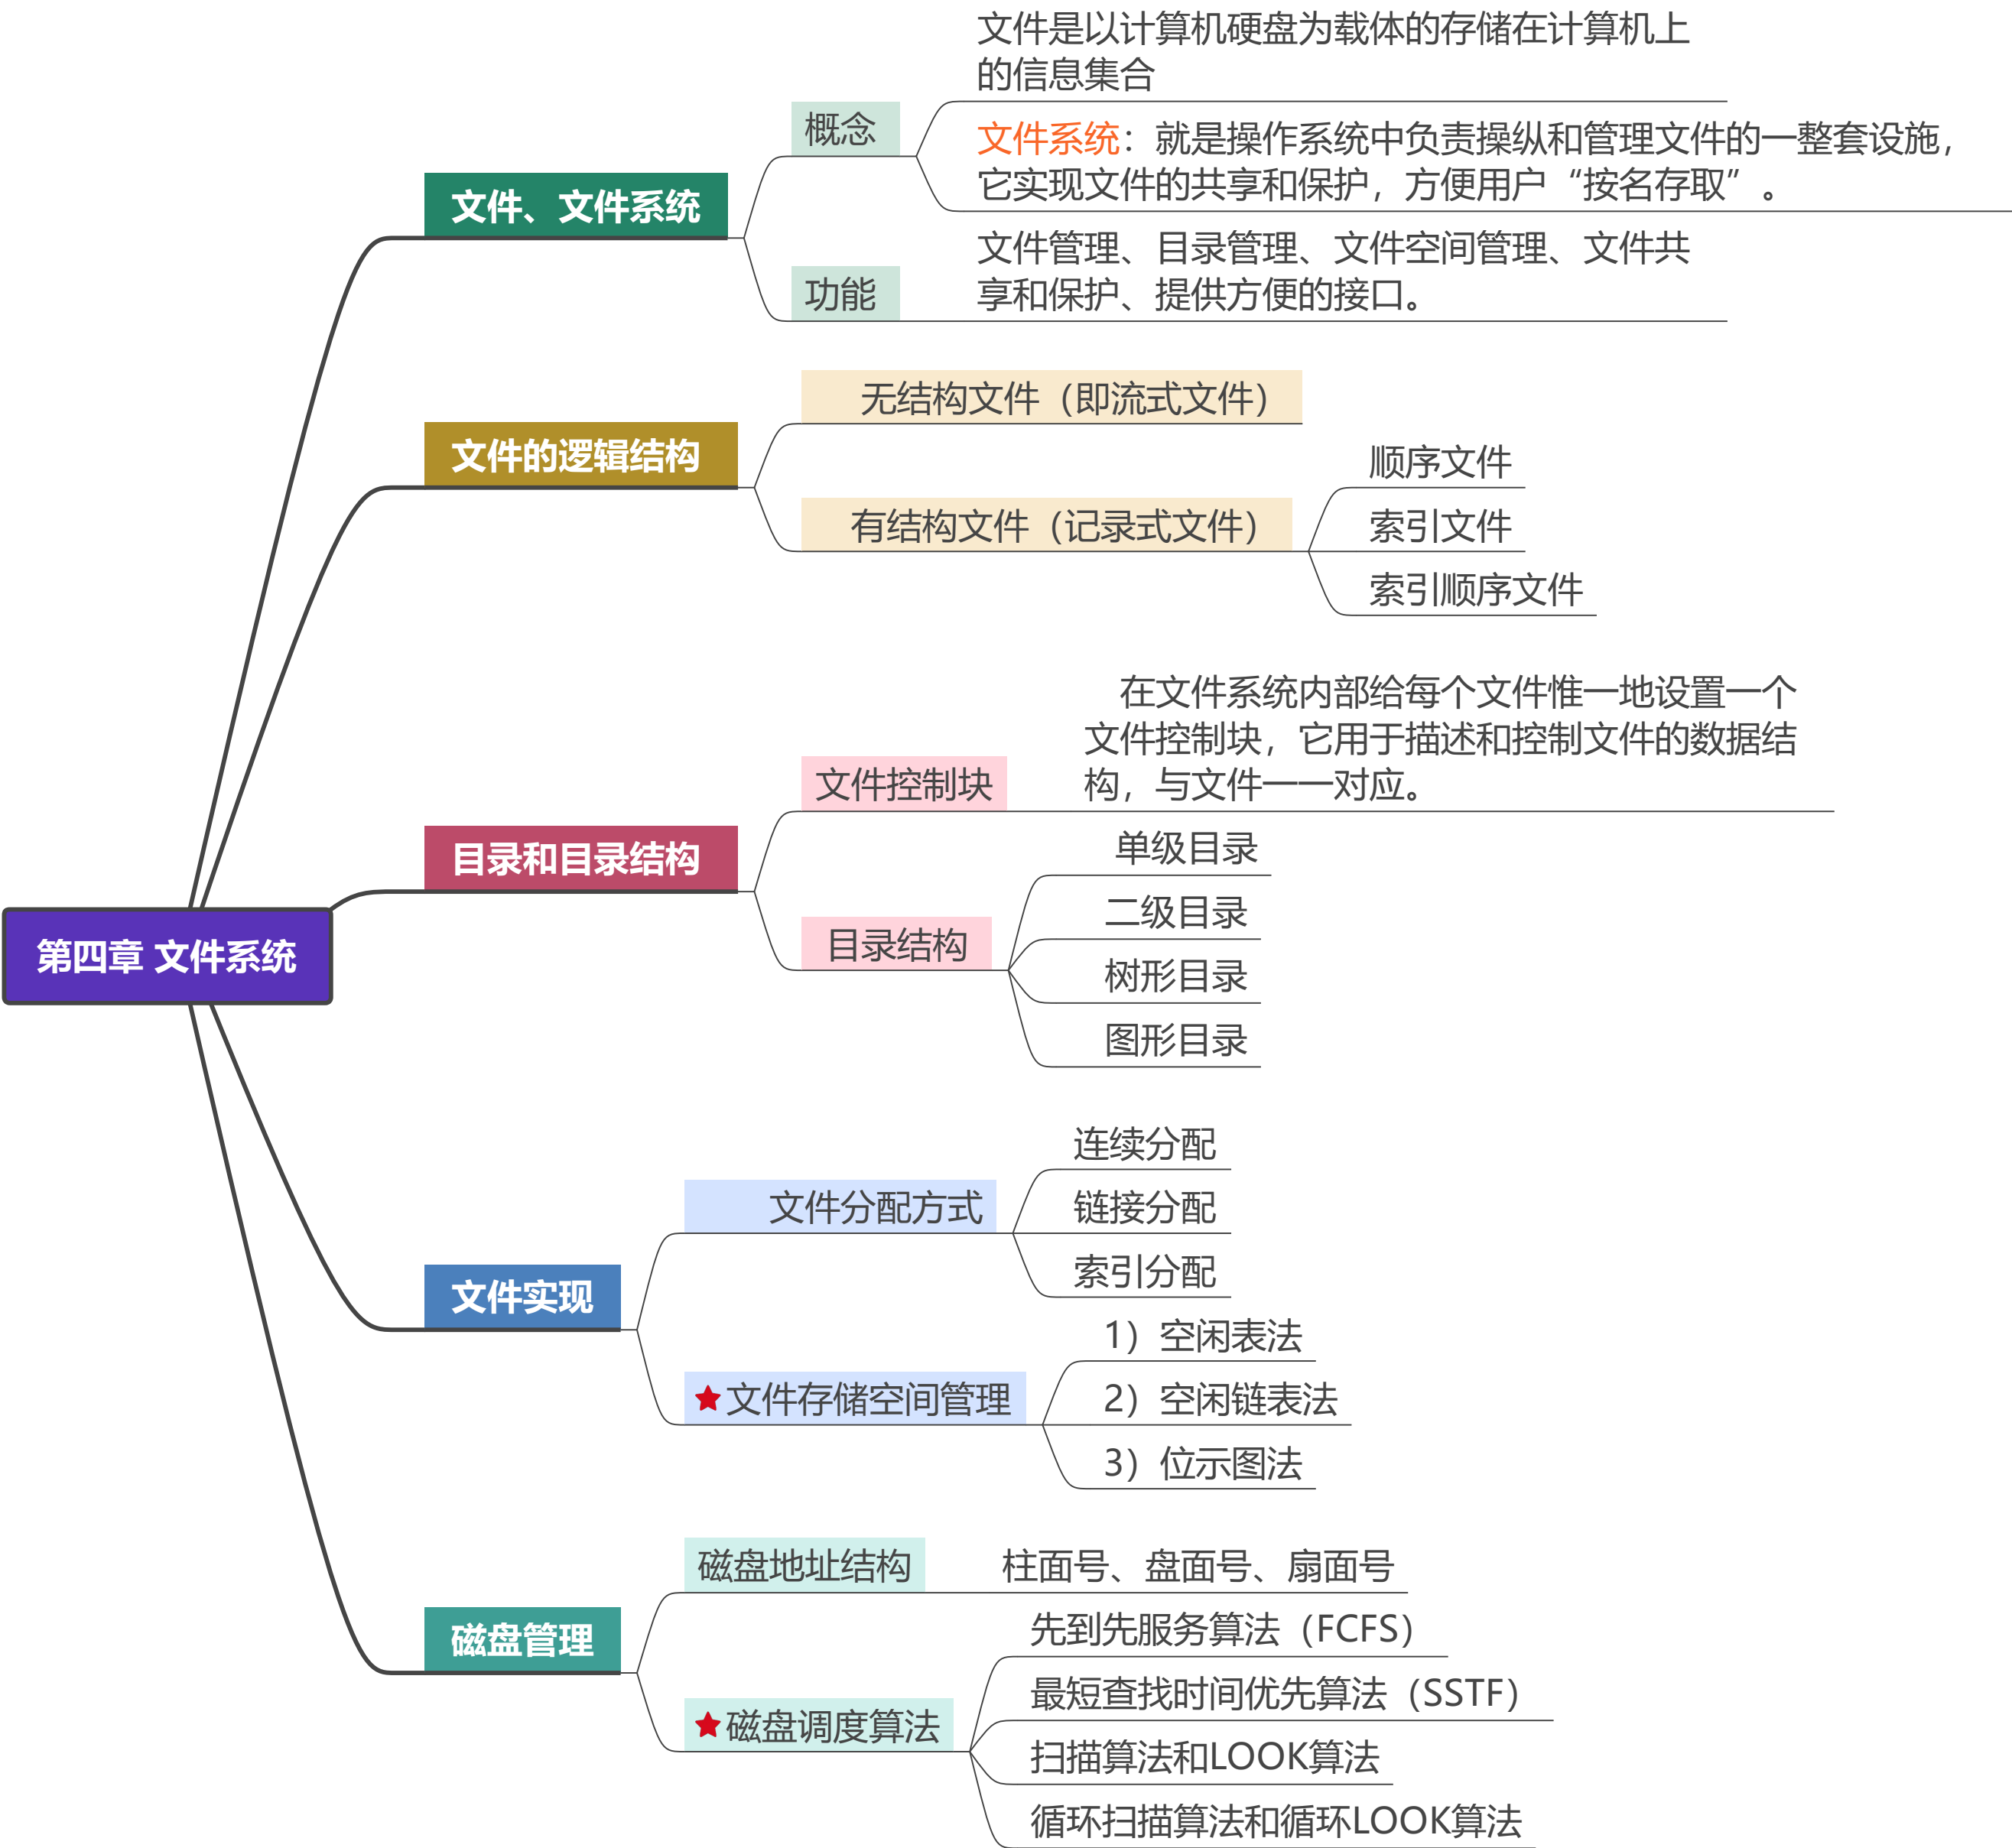 第四章 文件系统
文件、文件系统
概念
文件是以计算机硬盘为载体的存储在计算机上
的信息集合
文件系统：就是操作系统中负责操纵和管理文件的一整套设施，
它实现文件的共享和保护，方便用户“按名存取”。
功能
文件管理、目录管理、文件空间管理、文件共
享和保护、提供方便的接口。
文件的逻辑结构
无结构文件（即流式文件）
有结构文件（记录式文件）
顺序文件
索引文件
索引顺序文件
目录和目录结构
文件控制块
在文件系统内部给每个文件惟一地设置一个
文件控制块，它用于描述和控制文件的数据结
构，与文件一一对应。
目录结构
单级目录
二级目录
树形目录
图形目录
文件实现
文件分配方式
连续分配
链接分配
索引分配
文件存储空间管理
1）空闲表法
2）空闲链表法
3）位示图法
磁盘管理
磁盘地址结构
柱面号、盘面号、扇面号
磁盘调度算法
先到先服务算法（FCFS）
最短查找时间优先算法（SSTF）
扫描算法和LOOK算法
循环扫描算法和循环LOOK算法